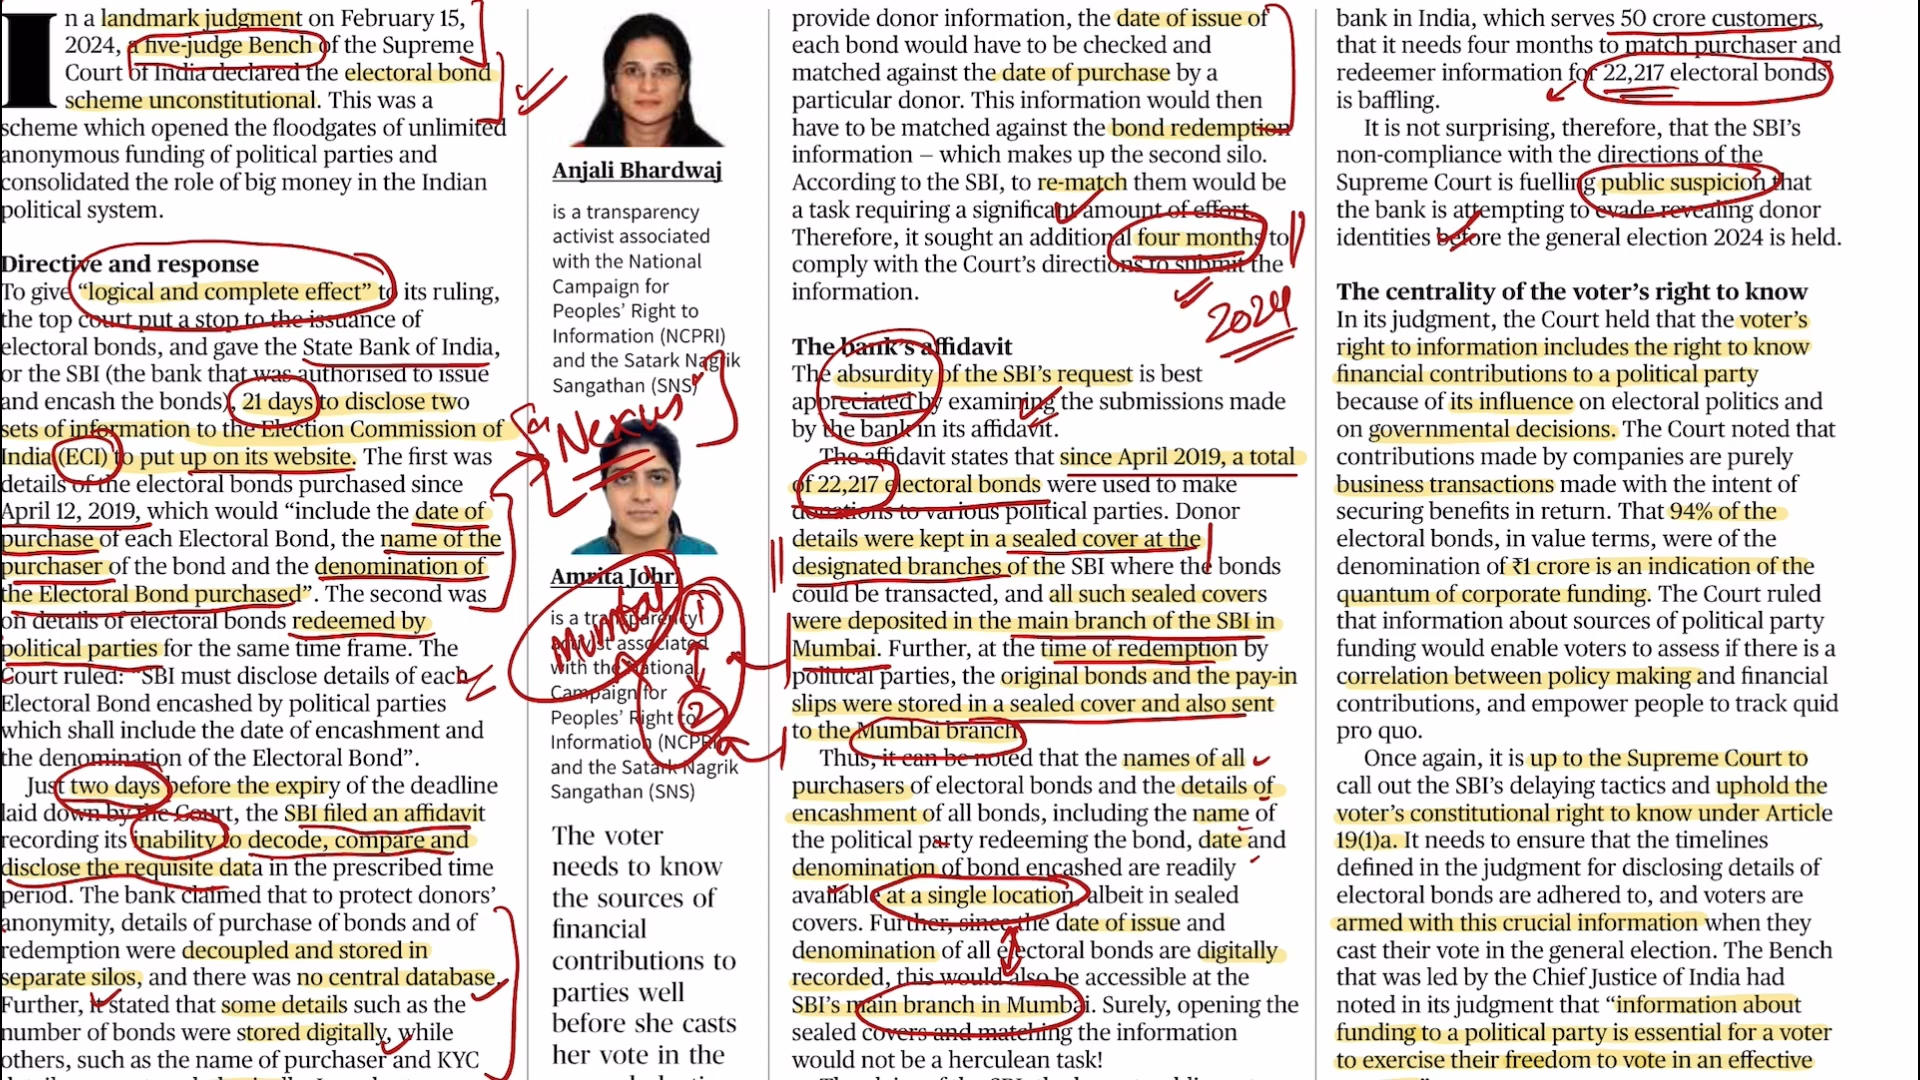 In a landmark judgment on February 15,
2024, a five-judge Bench of the Supreme
Court of India declared the electoral bond
scheme unconstitutional. This was a
scheme which opened the floodgates of unlimited
anonymous funding of political parties and
consolidated the role of big money in the Indian
political system.
Directive and response
To give “logical and complete effect” to its ruling,
the top court put a stop to the issuance of
electoral bonds, and gave the State Bank of India,
or the SBI (the bank that was authorised to issue
and encash the bonds), 21 days to disclose two
sets of information to the Election Commission of
India (ECI) to put up on its website. The first was
details of the electoral bonds purchased since
April 12, 2019, which would “include the date of
purchase of each Electoral Bond, the name of the
purchaser of the bond and the denomination of
the Electoral Bond purchased”. The second was
on details of electoral bonds redeemed by
political parties for the same time frame. The
Court ruled: “SBI must disclose details of each
Electoral Bond encashed by political parties
which shall include the date of encashment and
the denomination of the Electoral Bond”.
Just two days before the expiry of the deadline
laid down by the Court, the SBI filed an affidavit
recording its inability to decode, compare and
disclose the requisite data in the prescribed time
period. The bank claimed that to protect donors’
anonymity, details of purchase of bonds and of
redemption were decoupled and stored in
separate silos, and there was no central database.
Further, it stated that some details such as the
number of bonds were stored digitally, while
others, such as the name of purchaser and KYC
Anjali Bhardwaj
is a transparency
activist associated
with the National
Campaign for
Peoples’ Right to
Information (NCPRI)
and the Satark Nagrik
Sangathan (SNS)
Nexus
Amrita Johri
Mumbai
1
2
is a transparency
activist associated
with the National
Campaign for
Peoples’ Right to
Information (NCPRI)
and the Satark Nagrik
Sangathan (SNS)
The voter
needs to know
the sources of
financial
contributions to
parties well
before she casts
her vote in the
provide donor information, the date of issue of
each bond would have to be checked and
matched against the date of purchase by a
particular donor. This information would then
have to be matched against the bond redemption
information – which makes up the second silo.
According to the SBI, to re-match them would be
a task requiring a significant amount of effort.
Therefore, it sought an additional four months to
comply with the Court’s directions to submit the
information.
2024
The bank’s affidavit
The absurdity of the SBI’s request is best
appreciated by examining the submissions made
by the bank in its affidavit.
The affidavit states that since April 2019, a total
of 22,217 electoral bonds were used to make
donations to various political parties. Donor
details were kept in a sealed cover at the
designated branches of the SBI where the bonds
could be transacted, and all such sealed covers
were deposited in the main branch of the SBI in
Mumbai. Further, at the time of redemption by
political parties, the original bonds and the pay-in
slips were stored in a sealed cover and also sent
to the Mumbai branch.
Thus, it can be noted that the names of all
purchasers of electoral bonds and the details of
encashment of all bonds, including the name of
the political party redeeming the bond, date and
denomination of bond encashed are readily
available at a single location, albeit in sealed
covers. Further, since the date of issue and
denomination of all electoral bonds are digitally
recorded, this would also be accessible at the
SBI’s main branch in Mumbai. Surely, opening the
sealed covers and matching the information
would not be a herculean task!
bank in India, which serves 50 crore customers,
that it needs four months to match purchaser and
redeemer information for 22,217 electoral bonds
is baffling.
It is not surprising, therefore, that the SBI’s
non-compliance with the directions of the
Supreme Court is fuelling public suspicion that
the bank is attempting to evade revealing donor
identities before the general election 2024 is held.
The centrality of the voter’s right to know
In its judgment, the Court held that the voter’s
right to information includes the right to know
financial contributions to a political party
because of its influence on electoral politics and
on governmental decisions. The Court noted that
contributions made by companies are purely
business transactions made with the intent of
securing benefits in return. That 94% of the
electoral bonds, in value terms, were of the
denomination of ₹1 crore is an indication of the
quantum of corporate funding. The Court ruled
that information about sources of political party
funding would enable voters to assess if there is a
correlation between policy making and financial
contributions, and empower people to track quid
pro quo.
Once again, it is up to the Supreme Court to
call out the SBI’s delaying tactics and uphold the
voter’s constitutional right to know under Article
19(1)a. It needs to ensure that the timelines
defined in the judgment for disclosing details of
electoral bonds are adhered to, and voters are
armed with this crucial information when they
cast their vote in the general election. The Bench
that was led by the Chief Justice of India had
noted in its judgment that “information about
funding to a political party is essential for a voter
to exercise their freedom to vote in an effective